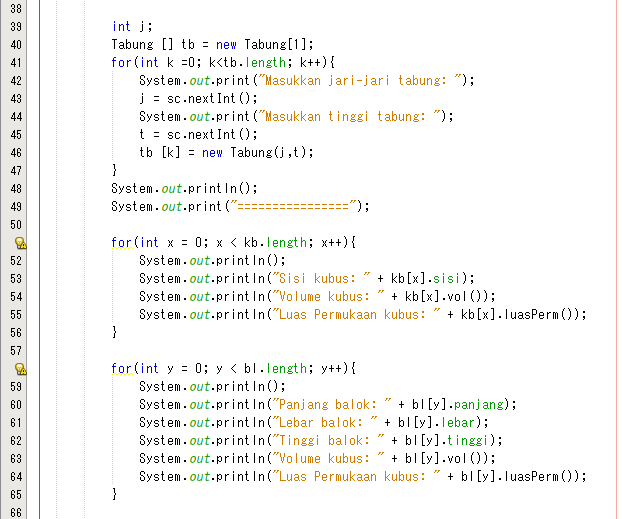 38
39 int j;
40 Tabung [] tb = new Tabung[1];
41 for(int k =0; k<tb.length; k++){
42 System.out.print("Masukkan jari-jari tabung: ");
43 j = sc.nextInt();
44 System.out.print("Masukkan tinggi tabung: ");
45 t = sc.nextInt();
46 tb [k] = new Tabung(j,t);
47 }
48 System.out.println();
49 System.out.print("================");
50
for(int x = 0; x < kb.length; x++){
52 System.out.println();
53 System.out.println("Sisi kubus: " + kb[x].sisi);
54 System.out.println("Volume kubus: " + kb[x].vol());
55 System.out.println("Luas Permukaan kubus: " + kb[x].luasPerm());
56 }
57
for(int y = 0; y < bl.length; y++){
59 System.out.println();
60 System.out.println("Panjang balok: " + bl[y].panjang);
61 System.out.println("Lebar balok: " + bl[y].lebar);
62 System.out.println("Tinggi balok: " + bl[y].tinggi);
63 System.out.println("Volume kubus: " + bl[y].vol());
64 System.out.println("Luas Permukaan kubus: " + bl[y].luasPerm());
65 }
66